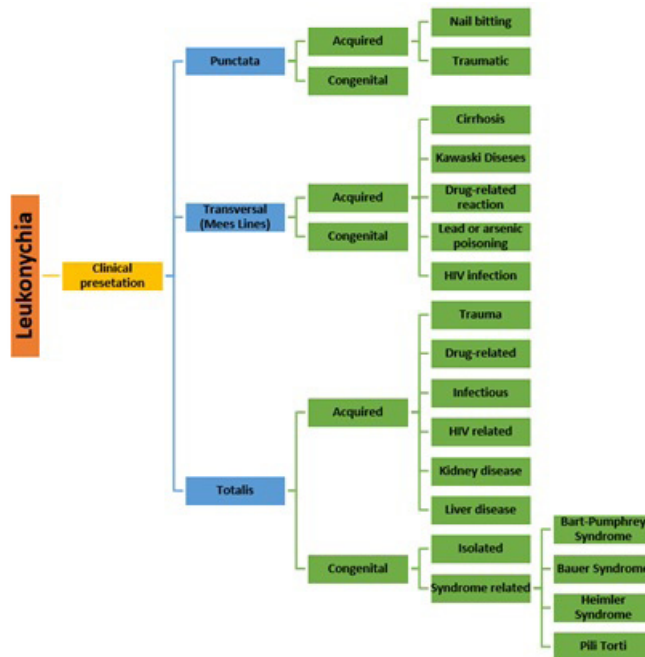 Leukonychia
Clinical
presetation
Punctata
Acquired
Nail bitting
Traumatic
Congenital
Transversal
(Mees Lines)
Acquired
Cirrhosis
Kawaski Diseses
Drug-related
reaction
Lead or arsenic
poisoning
HIV infection
Congenital
Totalis
Acquired
Trauma
Drug-related
Infectious
HIV related
Kidney disease
Liver disease
Congenital
Isolated
Syndrome related
Bart-Pumphrey
Syndrome
Bauer Syndrome
Heimler
Syndrome
Pili Torti